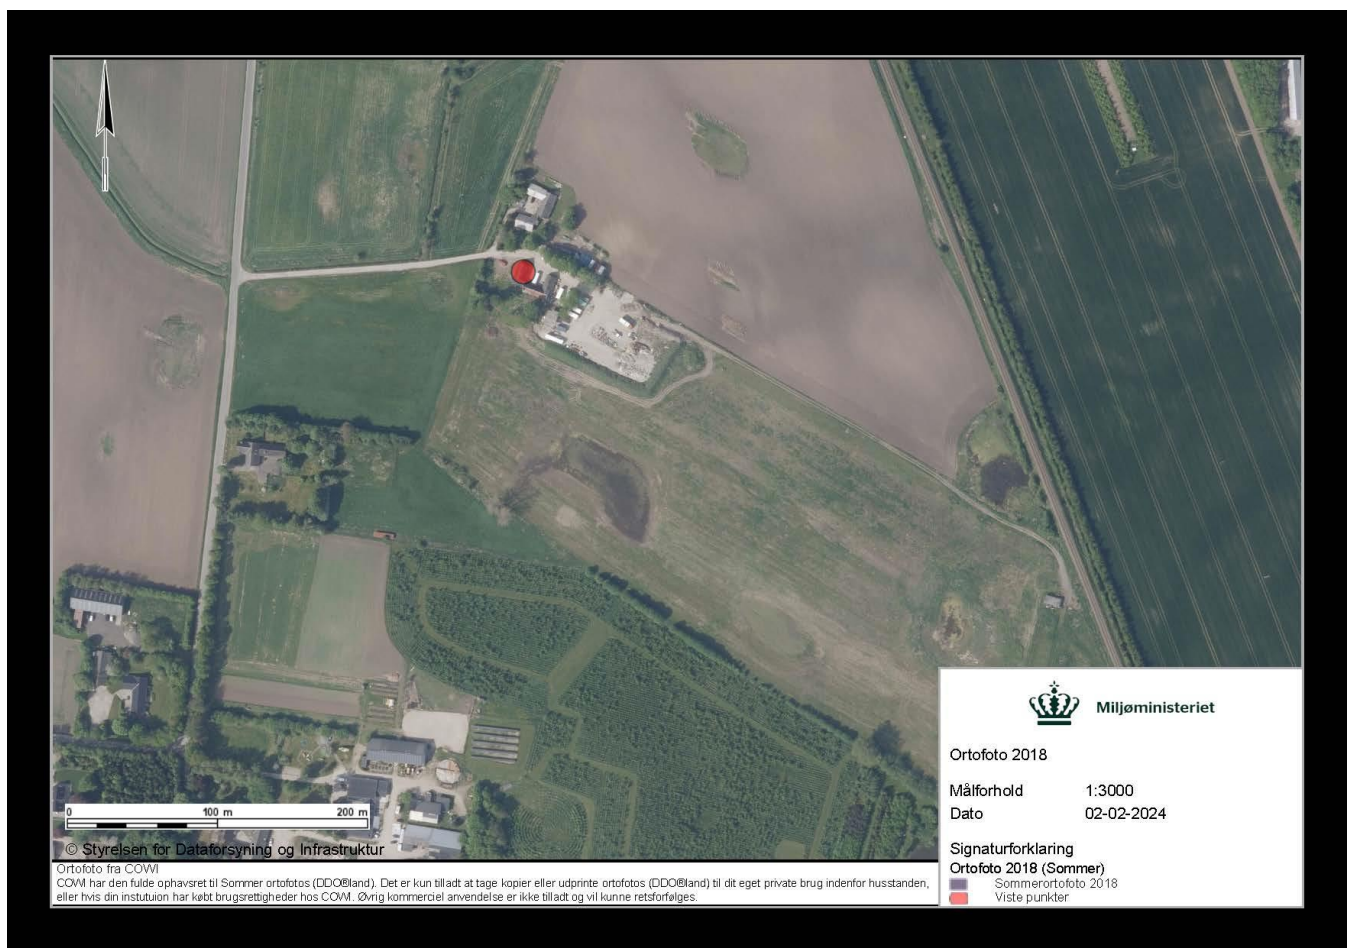 Miljøministeriet
Ortofoto 2018
Målforhold 1:3000
Dato 02-02-2024
Signaturforklaring
Ortofoto 2018 (Sommer)
Sommerortofoto 2018
Viste punkter
0 100 m 200 m
© Styrelsen for Dataforsyning og Infrastruktur
Ortofoto fra COWI
COWI har den fulde ophavsret til Sommer ortofotos (DDO®land). Det er kun tilladt at tage kopier eller udprinte ortofotos (DDO®land) til dit eget private brug indenfor husstanden,
eller hvis din instutuion har købt brugsrettigheder hos COWI. Øvrig kommerciel anvendelse er ikke tilladt og vil kunne retsforfølges.